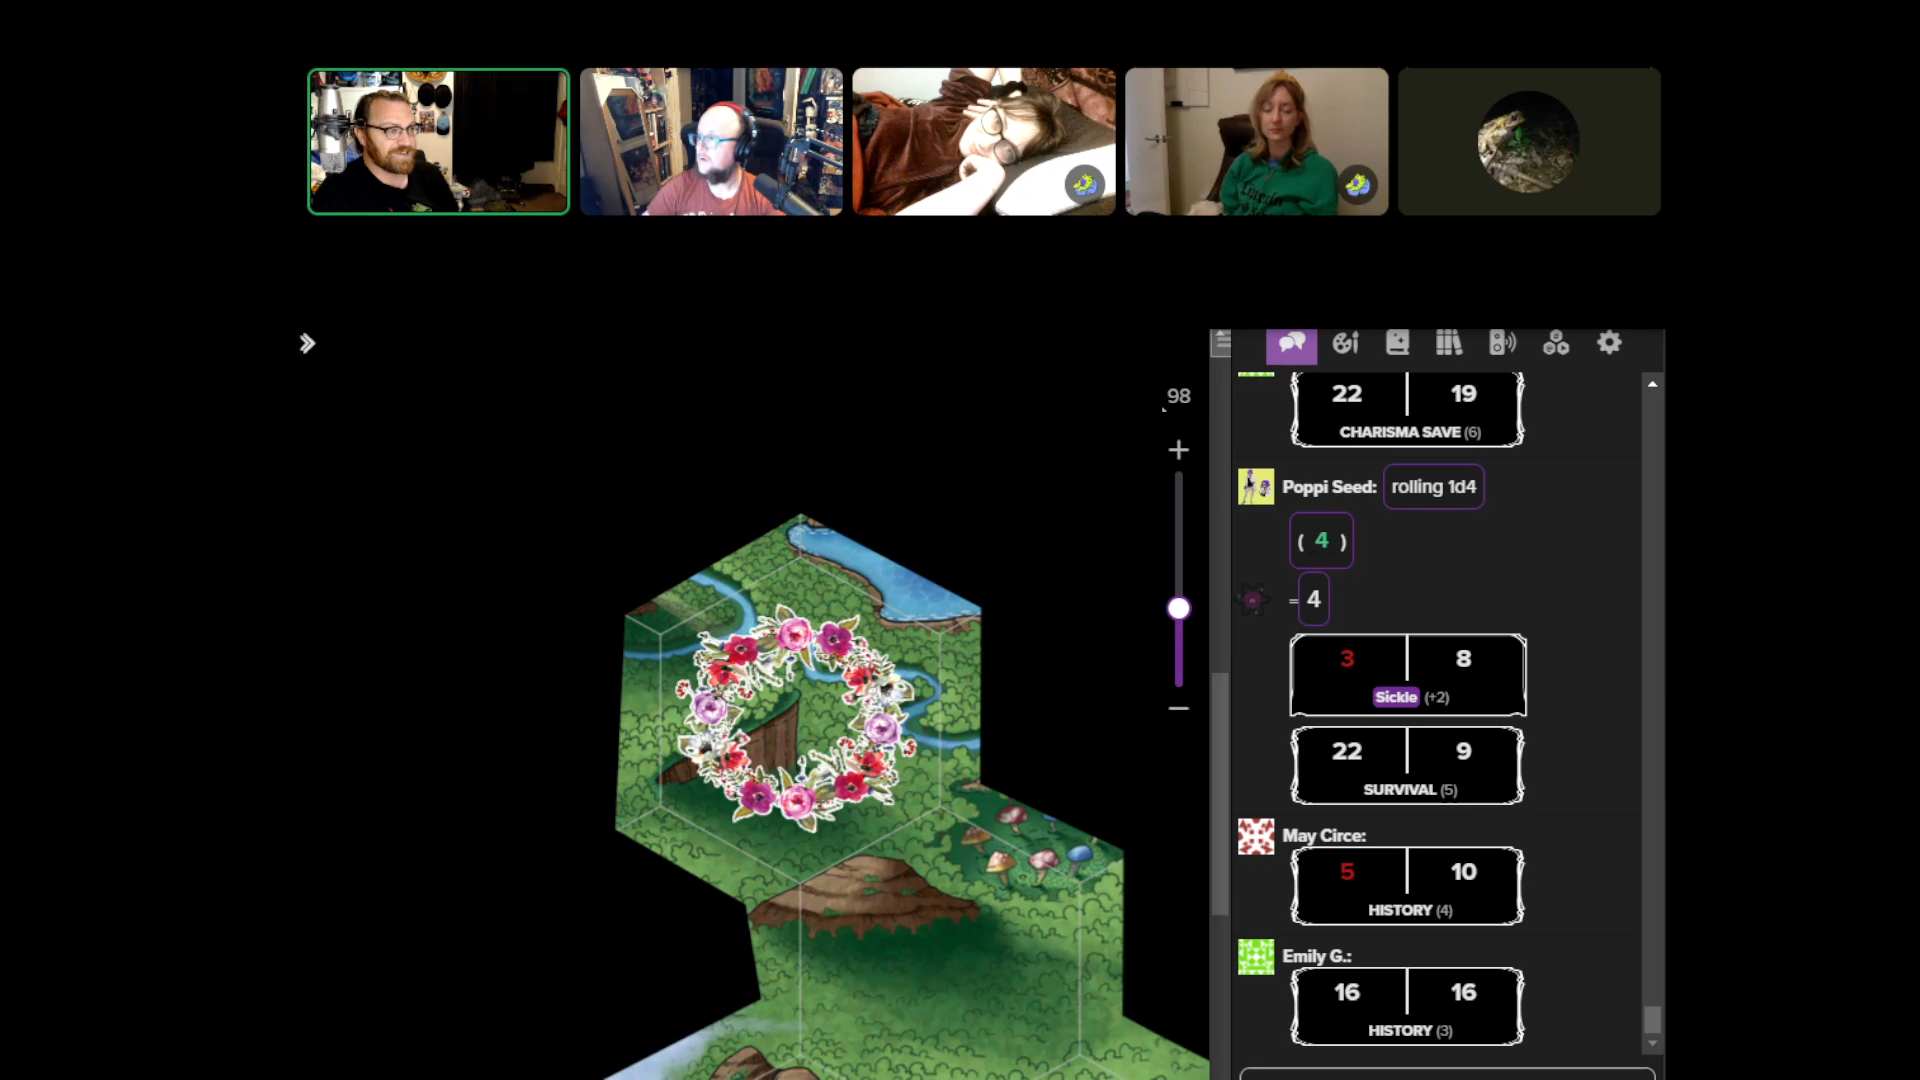 98
22 19
CHARISMA SAVE (6)
Poppi Seed: rolling 1d4
( 4 )
= 4
3 8
Sickle (+2)
22 9
SURVIVAL (5)
May Circe:
5 10
HISTORY (4)
Emily G.:
16 16
HISTORY (3)